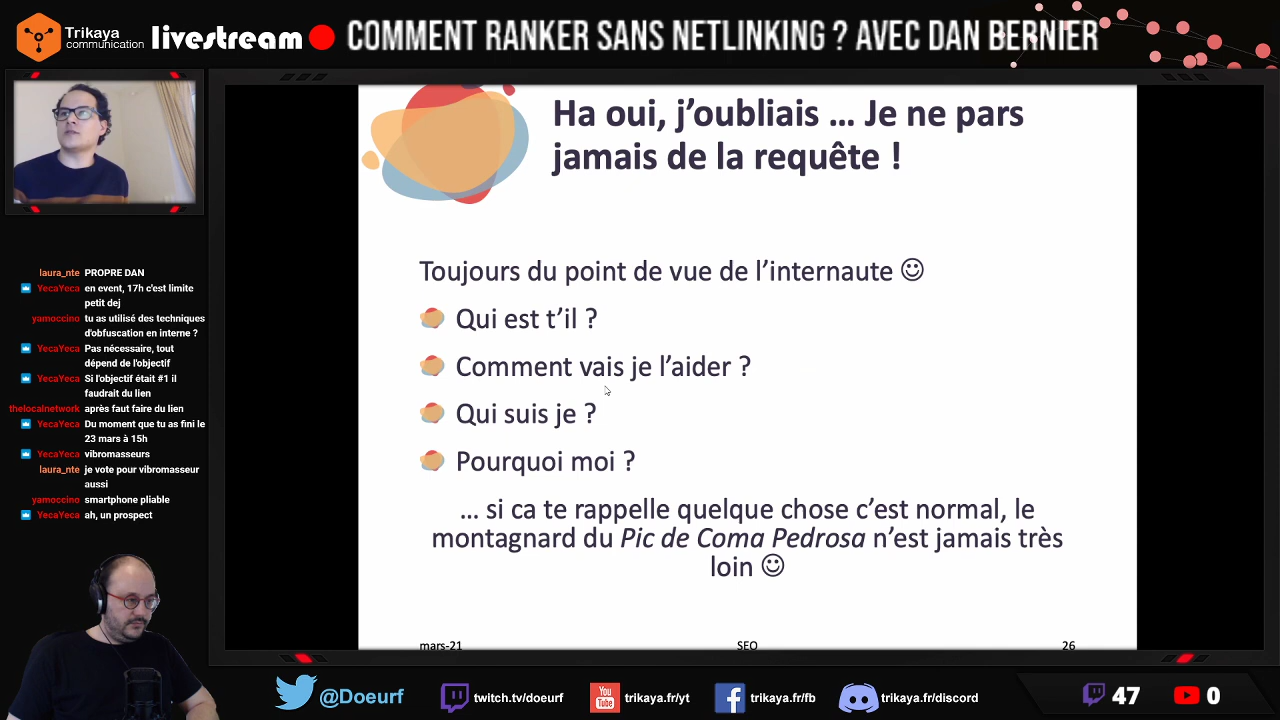 Trikaya
communication
livestream
COMMENT RANKER SANS NETLINKING ? AVEC DAN BERNIER
Ha oui, j’oubliais … Je ne pars
jamais de la requête !
Toujours du point de vue de l’internaute ☺
Qui est t’il ?
Comment vais je l’aider ?
Qui suis je ?
Pourquoi moi ?
… si ca te rappelle quelque chose c’est normal, le
montagnard du Pic de Coma Pedrosa n’est jamais très
loin ☺
mars-21
SEO
26
laura_nte PROPRE DAN
YecaYeca en event, 17h c'est limite
petit dej
yamoccino tu as utilisé des techniques
d'obfuscation en interne ?
YecaYeca Pas nécessaire, tout
dépend de l'objectif
YecaYeca Si l'objectif était #1 il
faudrait du lien
thelocalnetwork après faut faire du lien
YecaYeca Du moment que tu as fini le
23 mars à 15h
YecaYeca vibromasseurs
laura_nte je vote pour vibromasseur
aussi
yamoccino smartphone pliable
YecaYeca ah, un prospect
@Doeurf
twitch.tv/doeurf
You
Tube
trikaya.fr/yt
trikaya.fr/fb
trikaya.fr/discord
47
0